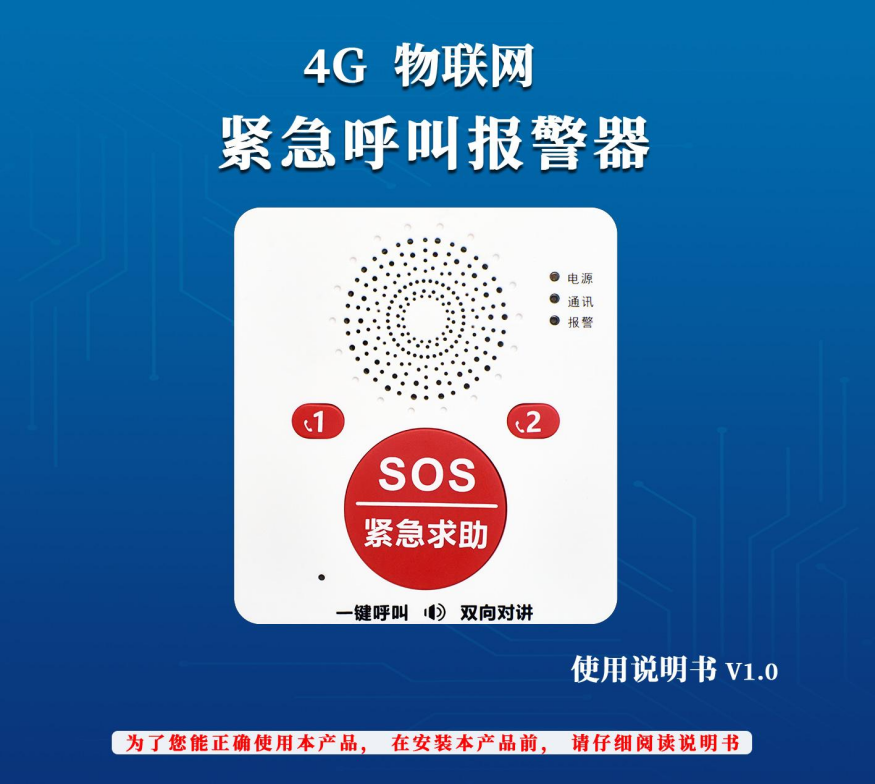 4G 物联网
紧急呼叫报警器
电源
通讯
报警
1
2
SOS
紧急求助
一键呼叫 双向对讲
使用说明书 V1.0
为了您能正确使用本产品， 在安装本产品前， 请仔细阅读说明书